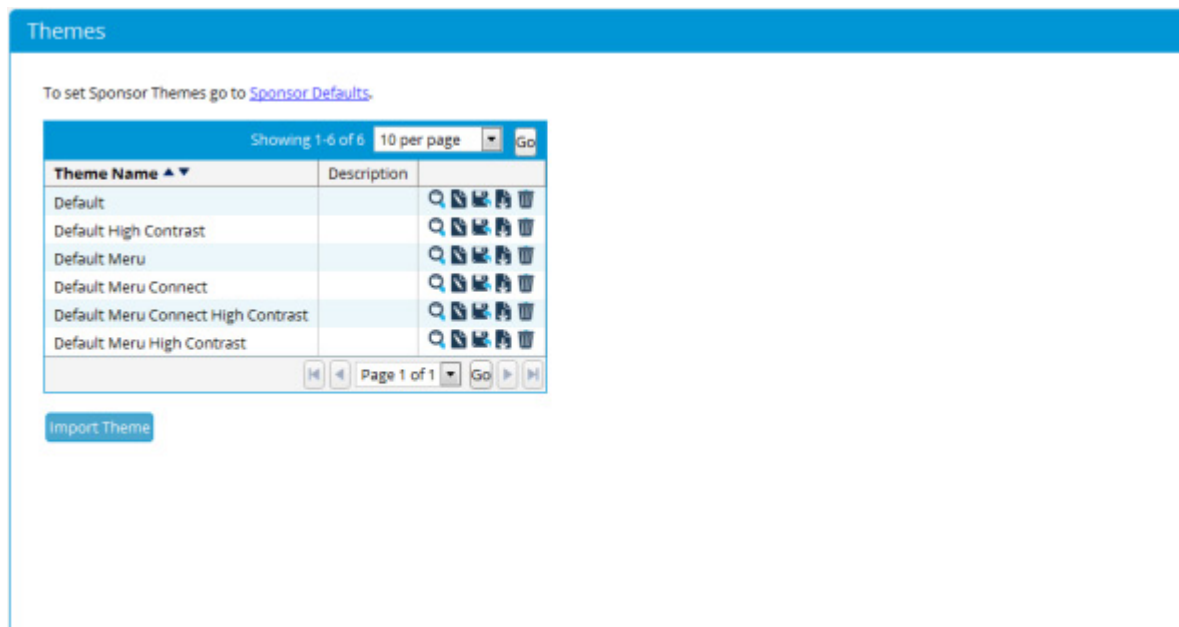 Themes
To set Sponsor Themes go to Sponsor Defaults.
Showing 1-6 of 6 10 per page Go
Theme Name Description
Default
Default High Contrast
Default Meru
Default Meru Connect
Default Meru Connect High Contrast
Default Meru High Contrast
Page 1 of 1 Go
Import Theme